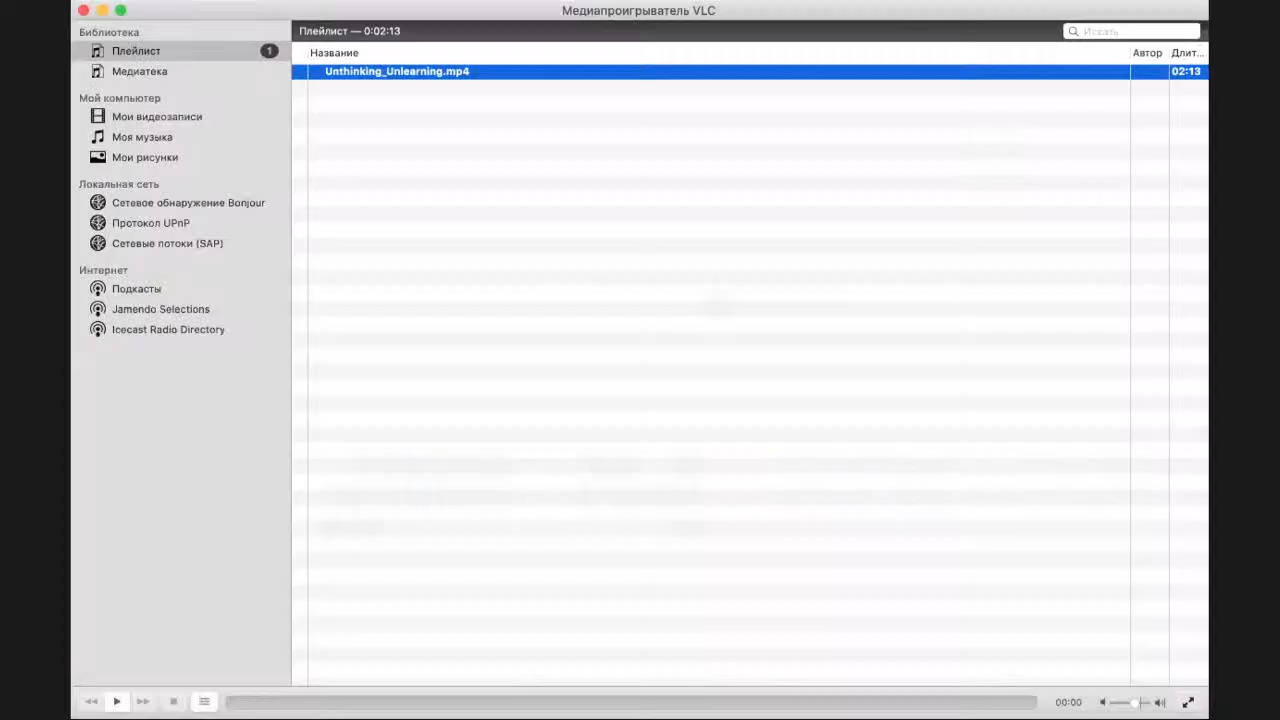 Медиапроигрыватель VLC
Библиотека
Плейлист 1
Медиатека
Мой компьютер
Мои видеозаписи
Моя музыка
Мои рисунки
Локальная сеть
Сетевое обнаружение Bonjour
Протокол UPnP
Сетевые потоки (SAP)
Интернет
Подкасты
Jamendo Selections
Icecast Radio Directory
Плейлист — 0:02:13 Искать
Название Автор Длит...
Unthinking_Unlearning.mp4 02:13
00:00